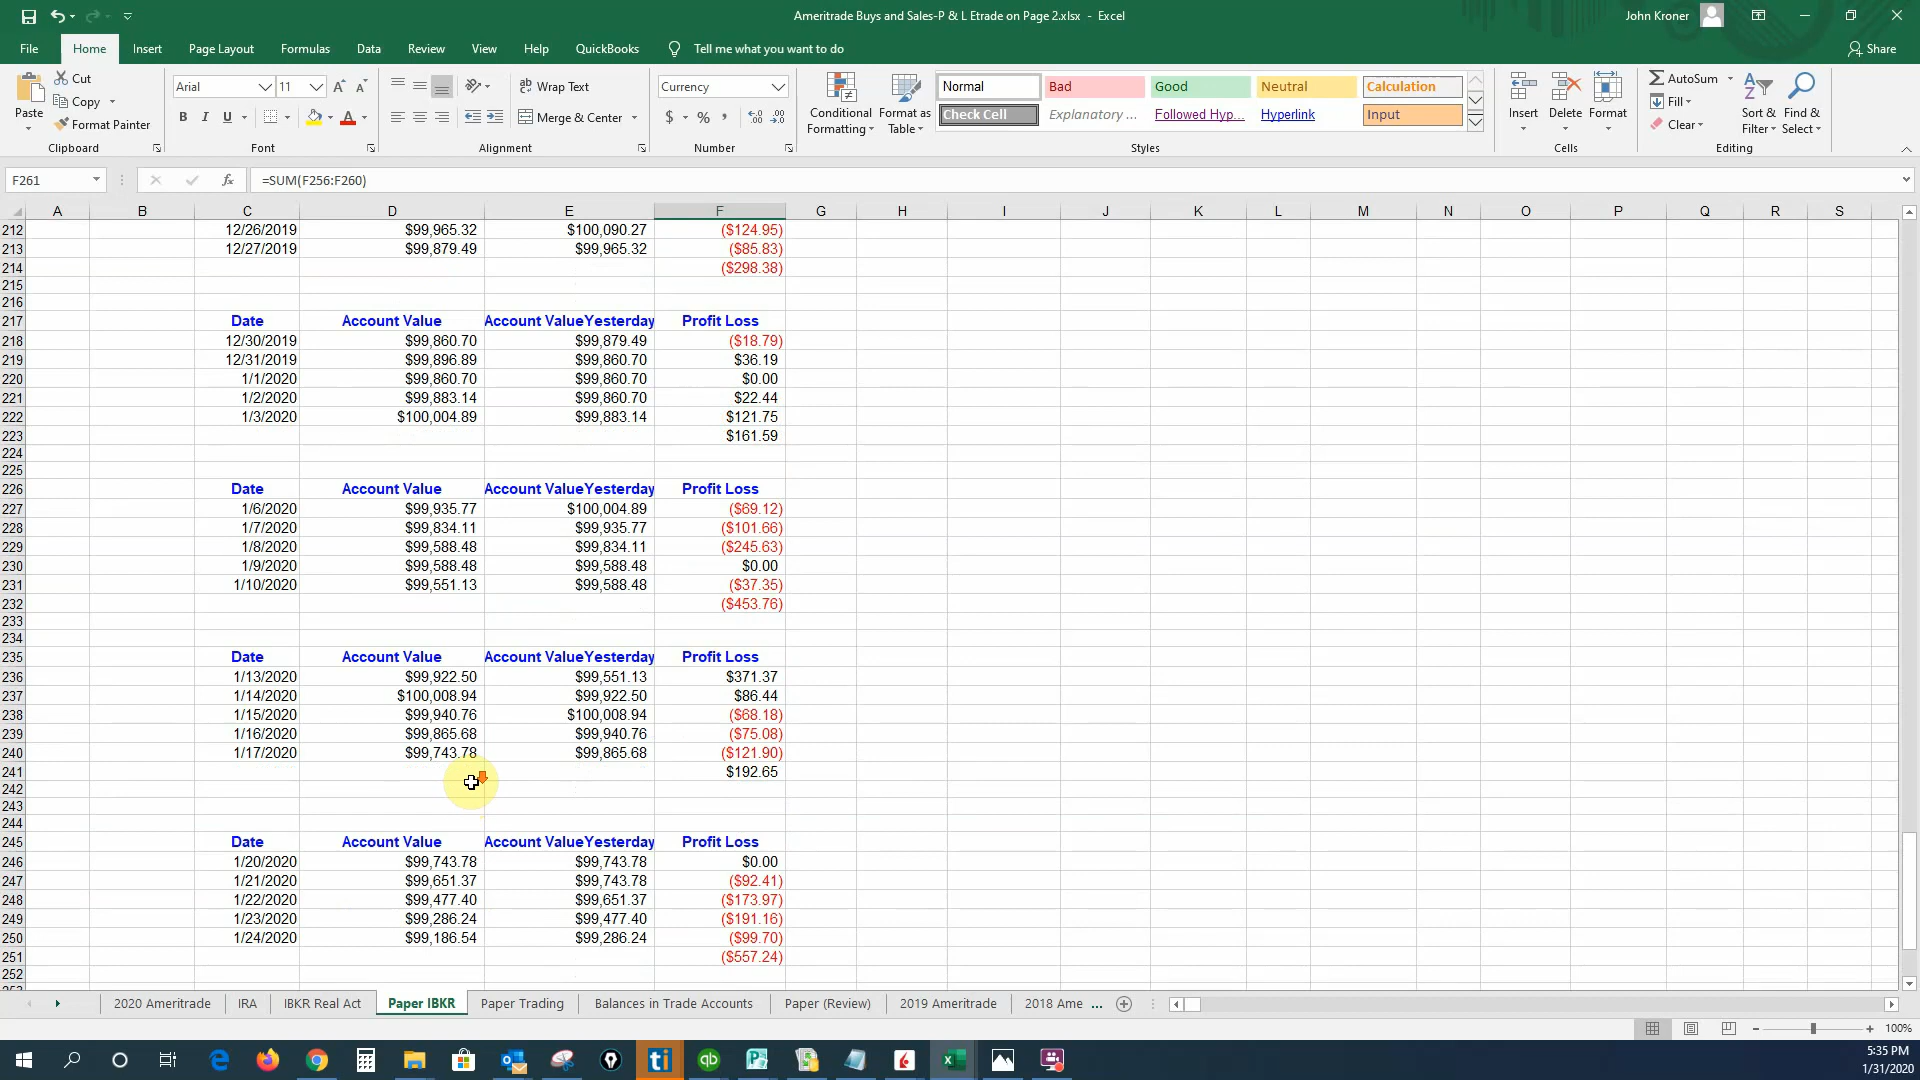 Ameritrade Buys and Sales-P & L Etrade on Page 2.xlsx - Excel
John Kroner
File Home Insert Page Layout Formulas Data Review View Help QuickBooks Tell me what you want to do Share
Paste
Cut
Copy
Format Painter
Clipboard
Arial 11
B I U
Font
Wrap Text
Merge & Center
Alignment
Currency
$ % ,
Number
Conditional Formatting
Format as Table
Normal Bad Good Neutral Calculation
Check Cell Explanatory ... Followed Hyp... Hyperlink Input
Styles
Insert Delete Format
Cells
AutoSum
Fill
Clear
Sort & Filter
Find & Select
Editing
F261 fx =SUM(F256:F260)
A B C D E F G H I J K L M N O P Q R S
212 12/26/2019 $99,965.32 $100,090.27 ($124.95)
213 12/27/2019 $99,879.49 $99,965.32 ($85.83)
214 ($298.38)
215
216
217 Date Account Value Account ValueYesterday Profit Loss
218 12/30/2019 $99,860.70 $99,879.49 ($18.79)
219 12/31/2019 $99,896.89 $99,860.70 $36.19
220 1/1/2020 $99,860.70 $99,860.70 $0.00
221 1/2/2020 $99,883.14 $99,860.70 $22.44
222 1/3/2020 $100,004.89 $99,883.14 $121.75
223 $161.59
224
225
226 Date Account Value Account ValueYesterday Profit Loss
227 1/6/2020 $99,935.77 $100,004.89 ($69.12)
228 1/7/2020 $99,834.11 $99,935.77 ($101.66)
229 1/8/2020 $99,588.48 $99,834.11 ($245.63)
230 1/9/2020 $99,588.48 $99,588.48 $0.00
231 1/10/2020 $99,551.13 $99,588.48 ($37.35)
232 ($453.76)
233
234
235 Date Account Value Account ValueYesterday Profit Loss
236 1/13/2020 $99,922.50 $99,551.13 $371.37
237 1/14/2020 $100,008.94 $99,922.50 $86.44
238 1/15/2020 $99,940.76 $100,008.94 ($68.18)
239 1/16/2020 $99,865.68 $99,940.76 ($75.08)
240 1/17/2020 $99,743.78 $99,865.68 ($121.90)
241 $192.65
242
243
244
245 Date Account Value Account ValueYesterday Profit Loss
246 1/20/2020 $99,743.78 $99,743.78 $0.00
247 1/21/2020 $99,651.37 $99,743.78 ($92.41)
248 1/22/2020 $99,477.40 $99,651.37 ($173.97)
249 1/23/2020 $99,286.24 $99,477.40 ($191.16)
250 1/24/2020 $99,186.54 $99,286.24 ($99.70)
251 ($557.24)
252
2020 Ameritrade IRA IBKR Real Act Paper IBKR Paper Trading Balances in Trade Accounts Paper (Review) 2019 Ameritrade 2018 Ame ...
100%
5:35 PM
1/31/2020